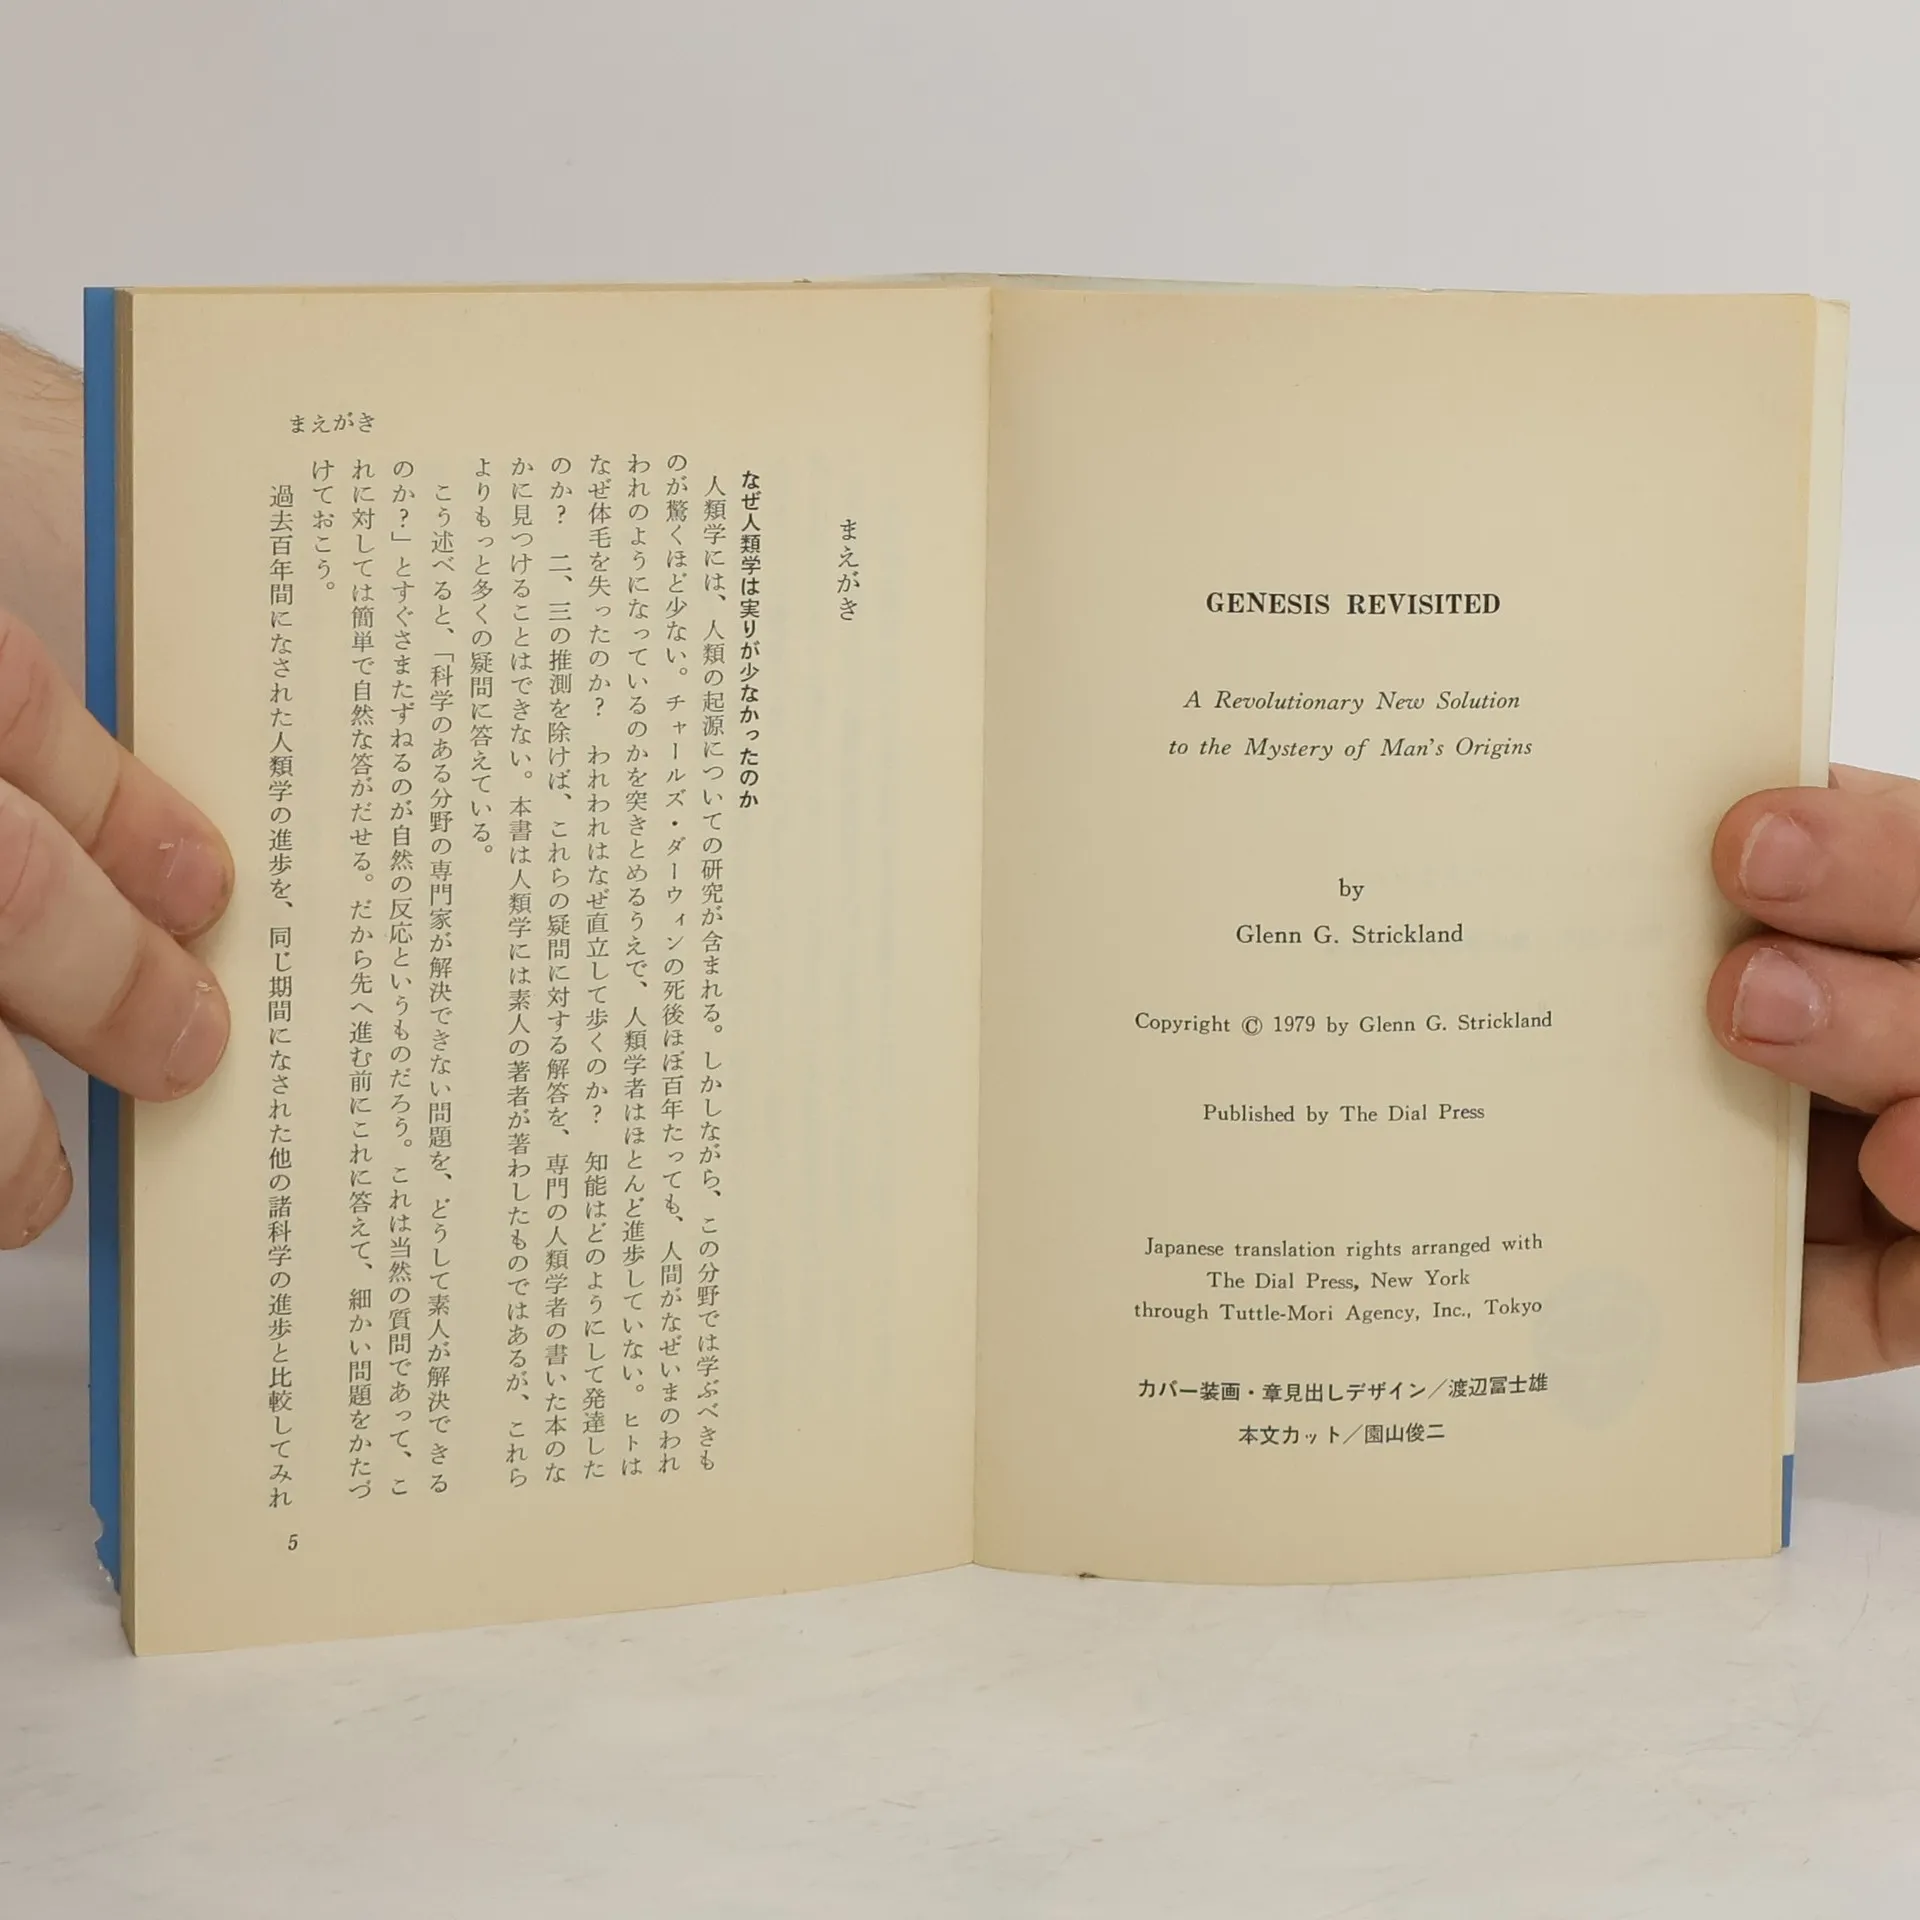 GENESIS REVISITED
A Revolutionary New Solution
to the Mystery of Man's Origins
by
Glenn G. Strickland
Copyright © 1979 by Glenn G. Strickland
Published by The Dial Press
Japanese translation rights arranged with
The Dial Press, New York
through Tuttle-Mori Agency, Inc., Tokyo
カバー装画・章見出しデザイン／渡辺冨士雄
本文カット／園山俊二
まえがき
まえがき
なぜ人類学は実りが少なかったのか
人類学には、人類の起源についての研究が含まれる。しかしながら、この分野では学ぶべきも
のが驚くほど少ない。チャールズ・ダーウィンの死後ほぼ百年たっても、人間がなぜいまのわれ
われのようになっているのかを突きとめるうえで、人類学者はほとんど進歩していない。ヒトは
なぜ体毛を失ったのか？　われわれはなぜ直立して歩くのか？　知能はどのようにして発達した
のか？　二、三の推測を除けば、これらの疑問に対する解答を、専門の人類学者の書いた本のな
かに見つけることはできない。本書は人類学には素人の著者が著わしたものではあるが、これら
よりもっと多くの疑問に答えている。
こう述べると、「科学のある分野の専門家が解決できない問題を、どうして素人が解決できる
のか？」とすぐさまたずねるのが自然の反応というものだろう。これは当然の質問であって、こ
れに対しては簡単で自然な答がだせる。だから先へ進む前にこれに答えて、細かい問題をかたづ
けておこう。
過去百年間になされた人類学の進歩を、同じ期間になされた他の諸科学の進歩と比較してみれ
5